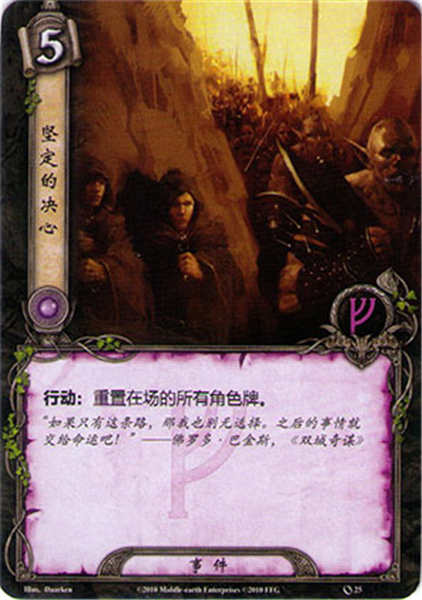 5
坚定的决心
行动：重置在场的所有角色牌。
“如果只有这条路，那我也别无选择。之后的事情就
交给命运吧！”——佛罗多·巴金斯，《双城奇谋》
事件
Illus. Daarken
©2010 Middle-earth Enterprises ©2010 FFG.
25